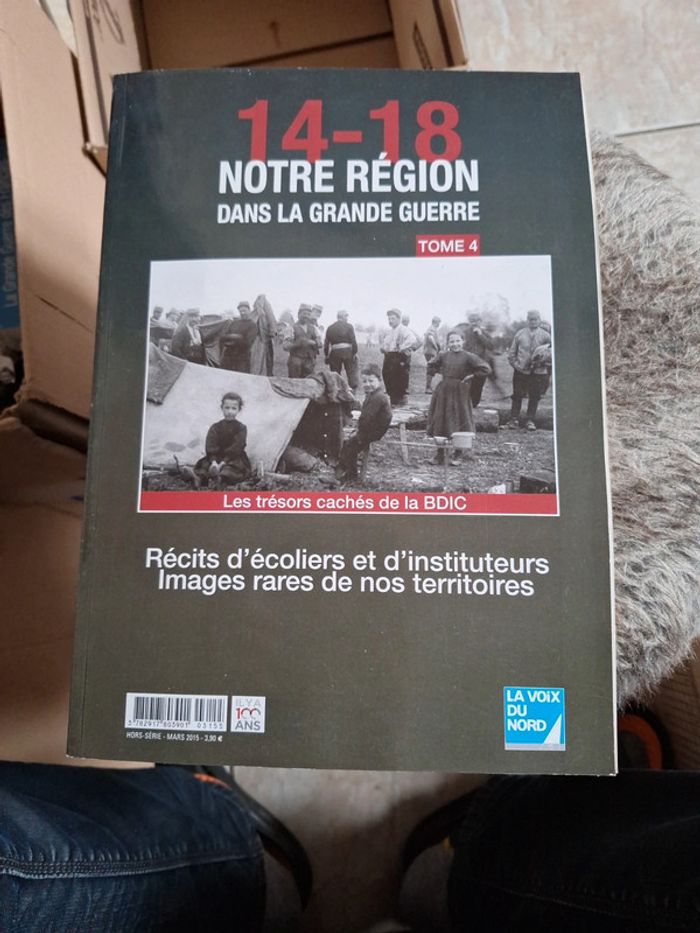 14-18
NOTRE RÉGION
DANS LA GRANDE GUERRE
TOME 4
Les trésors cachés de la BDIC
Récits d'écoliers et d'instituteurs
Images rares de nos territoires
3782917603901 03155
HORS-SÉRIE - MARS 2015 - 3,90 €
IL Y A
100
ANS
LA VOIX
DU
NORD